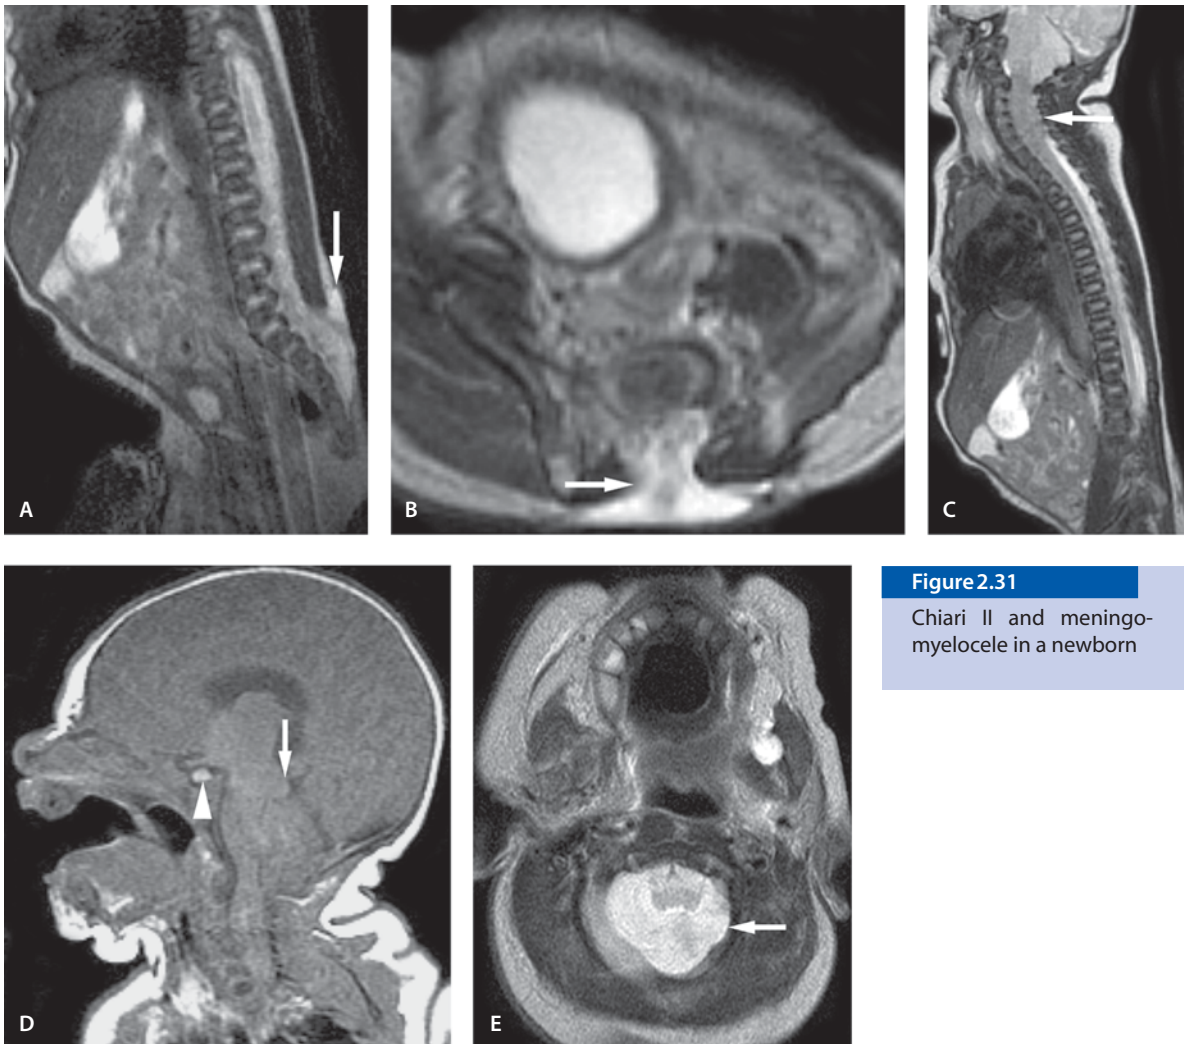 A
B
C
D
E
Figure 2.31
Chiari II and meningo-
myelocele in a newborn